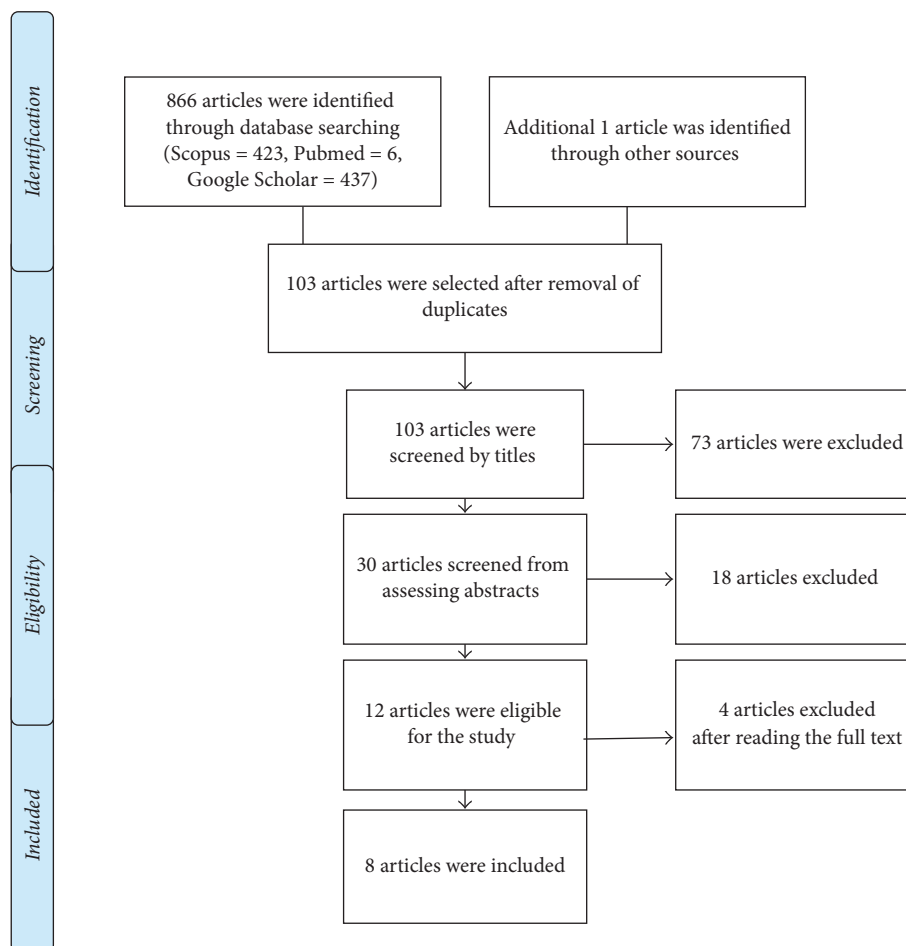 Identification
866 articles were identified
through database searching
(Scopus = 423, Pubmed = 6,
Google Scholar = 437)
Additional 1 article was identified
through other sources
103 articles were selected after removal of
duplicates
Screening
103 articles were
screened by titles
73 articles were excluded
Eligibility
30 articles screened from
assessing abstracts
18 articles excluded
12 articles were eligible
for the study
4 articles excluded
after reading the full text
Included
8 articles were included